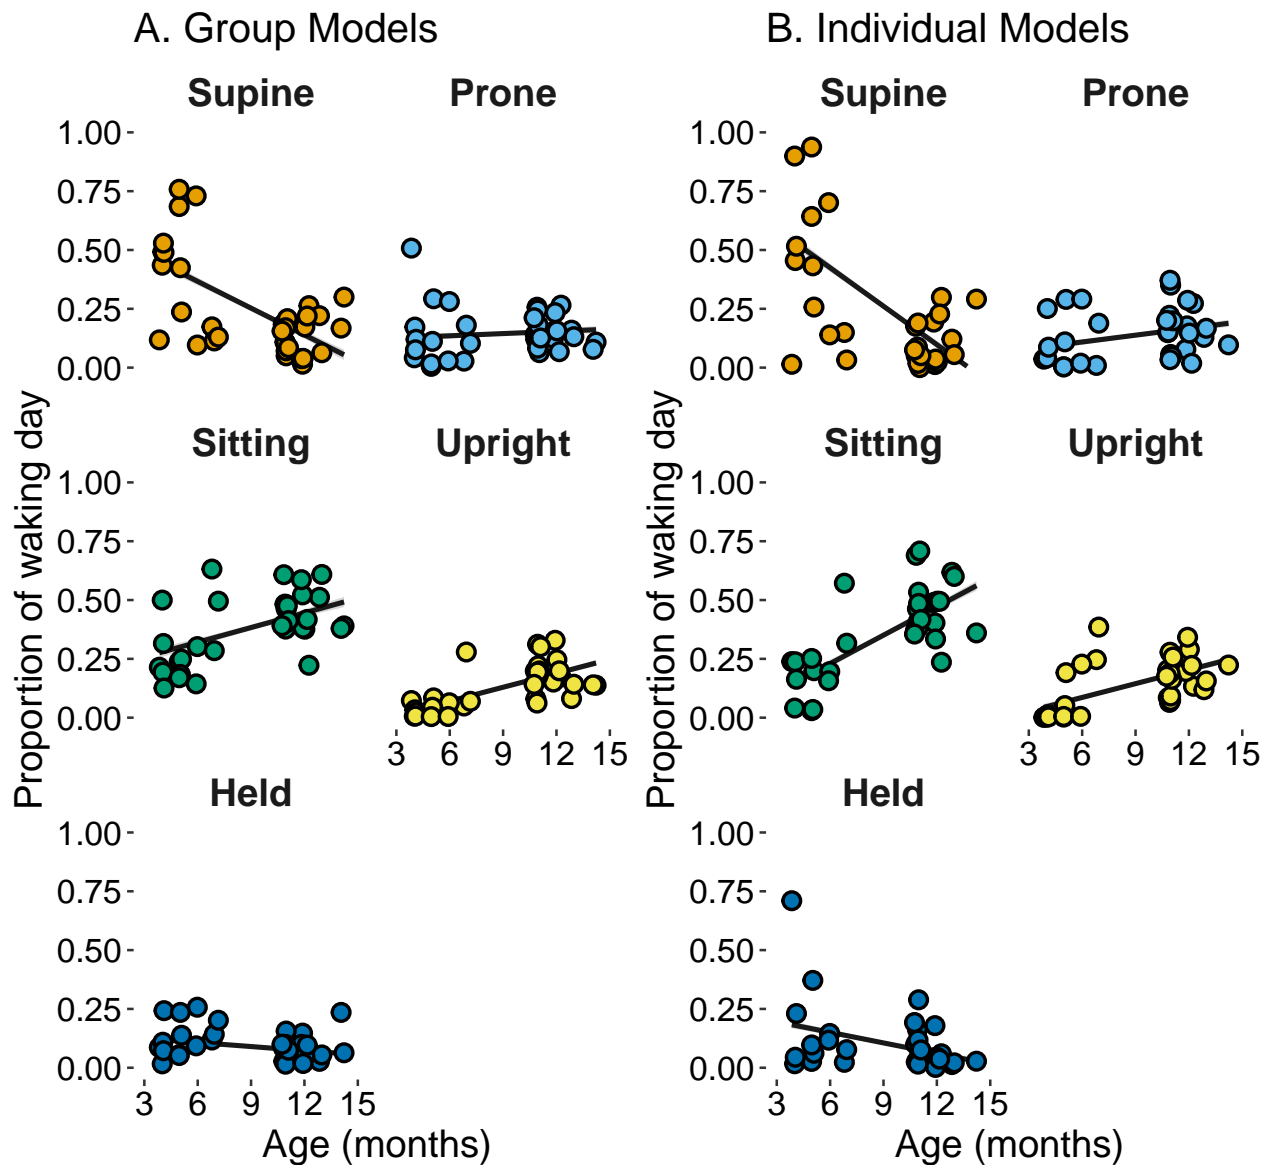 A. Group Models
B. Individual Models
Supine
Prone
Supine
Prone
1.00
0.75
0.50
0.25
0.00
1.00
0.75
0.50
0.25
0.00
Sitting
Upright
Sitting
Upright
1.00
0.75
0.50
0.25
0.00
1.00
0.75
0.50
0.25
0.00
3 6 9 12 15
3 6 9 12 15
Proportion of waking day
Proportion of waking day
Held
Held
1.00
0.75
0.50
0.25
0.00
1.00
0.75
0.50
0.25
0.00
3 6 9 12 15
3 6 9 12 15
Age (months)
Age (months)